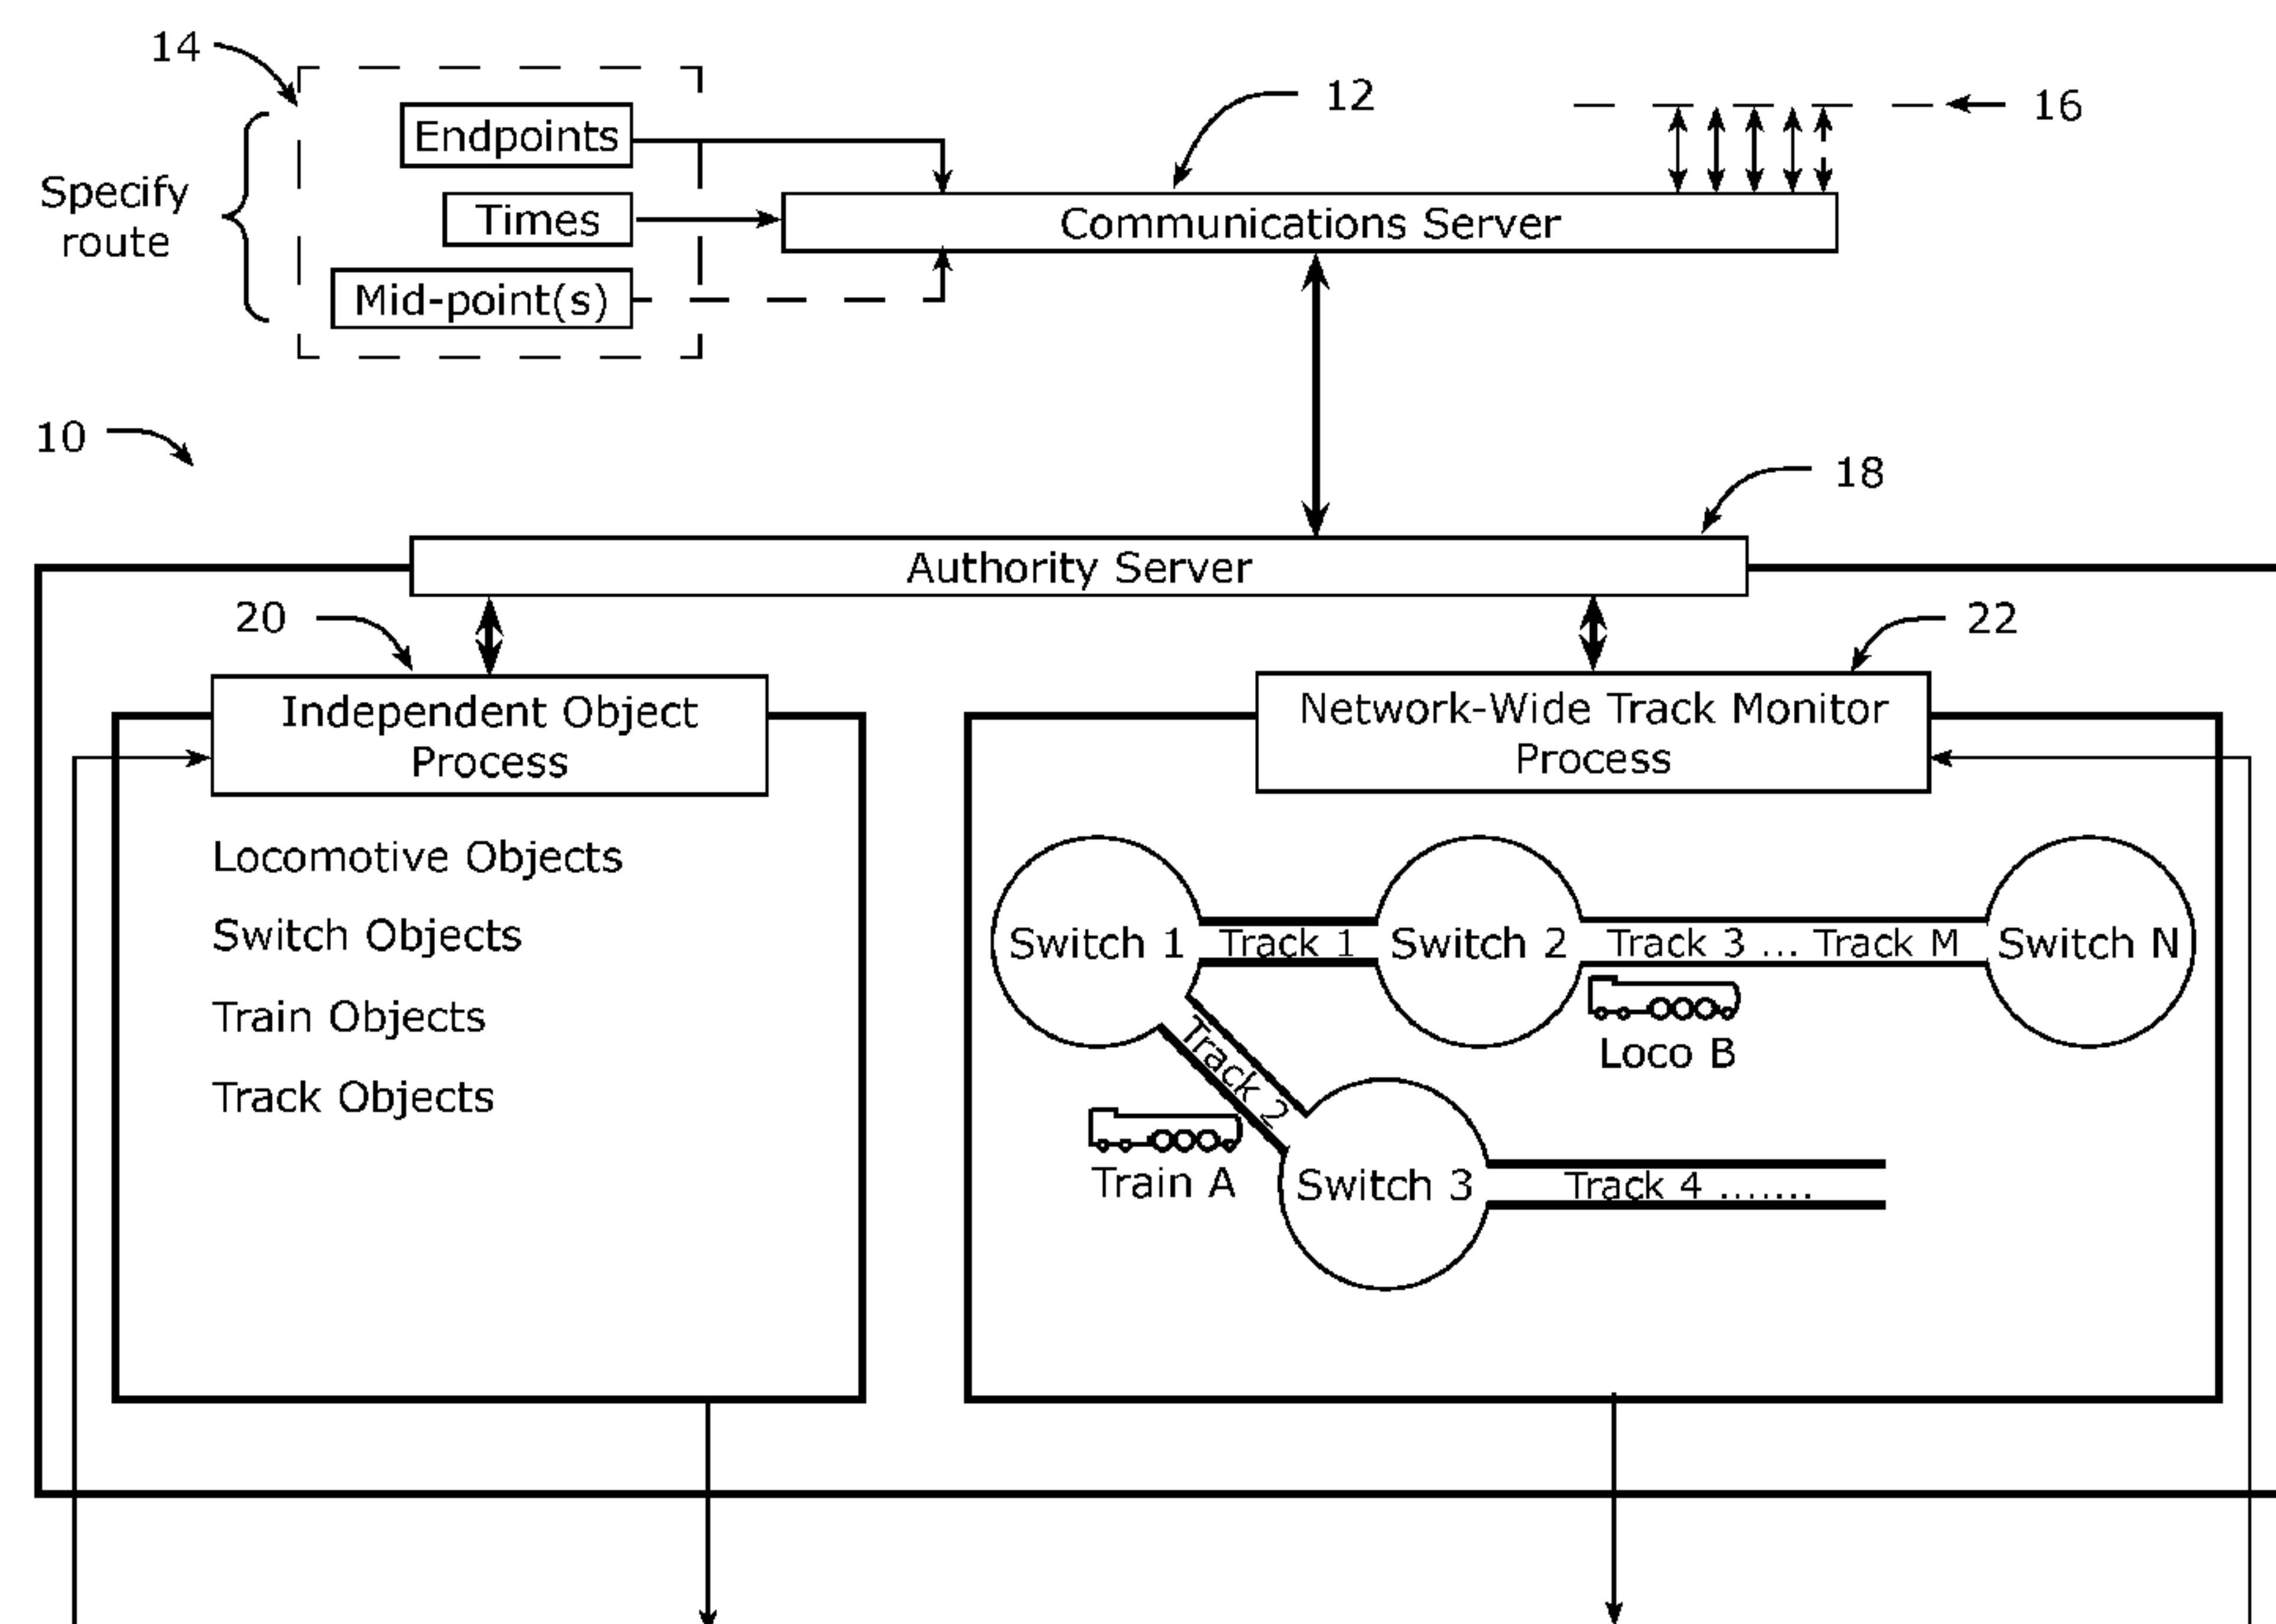 14
12
16
Endpoints
Specify
route
Times
Communications Server
Mid-point(s)
10
18
Authority Server
20
22
Independent Object
Process
Network-Wide Track Monitor
Process
Locomotive Objects
Switch Objects
Train Objects
Track Objects
Switch 1
Track 1
Switch 2
Track 3 ... Track M
Switch N
Loco B
Track 2
Train A
Switch 3
Track 4 .......